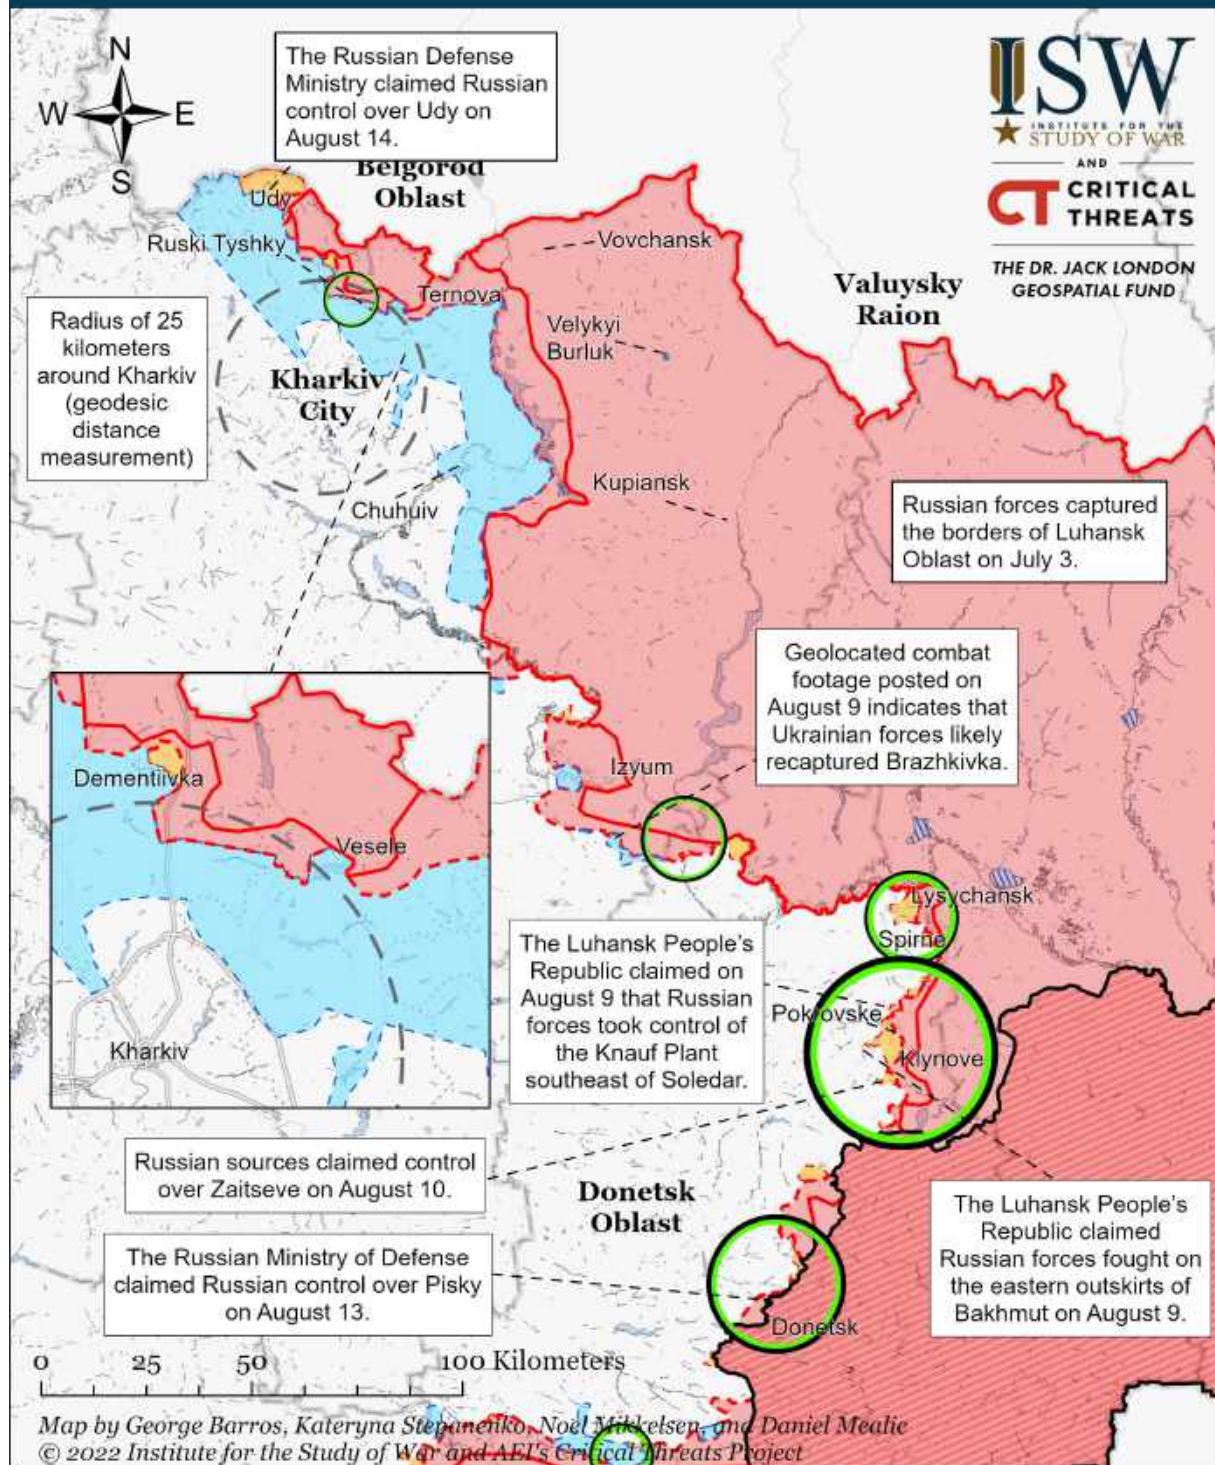 N
W
E
S
The Russian Defense
Ministry claimed Russian
control over Udy on
August 14.
ISW
INSTITUTE FOR THE
STUDY OF WAR
AND
CT CRITICAL
THREATS
THE DR. JACK LONDON
GEOSPATIAL FUND
Belgorod
Oblast
Udy
Ruski Tyshky
Vovchansk
Ternova
Valuysky
Raion
Radius of 25
kilometers
around Kharkiv
(geodesic
distance
measurement)
Velykyi
Burluk
Kharkiv
City
Kupiansk
Chuhuiv
Russian forces captured
the borders of Luhansk
Oblast on July 3.
Geolocated combat
footage posted on
August 9 indicates that
Ukrainian forces likely
recaptured Brazhkivka.
Izyum
Dementiivka
Vesele
Kharkiv
Lysychansk
Spirne
The Luhansk People's
Republic claimed on
August 9 that Russian
forces took control of
the Knauf Plant
southeast of Soledar.
Pokrovske
Klynove
Russian sources claimed control
over Zaitseve on August 10.
Donetsk
Oblast
The Luhansk People's
Republic claimed
Russian forces fought on
the eastern outskirts of
Bakhmut on August 9.
The Russian Ministry of Defense
claimed Russian control over Pisky
on August 13.
Donetsk
0 25 50 100 Kilometers
Map by George Barros, Kateryna Stepanenko, Noel Mikkelsen, and Daniel Mealie
© 2022 Institute for the Study of War and AEI's Critical Threats Project